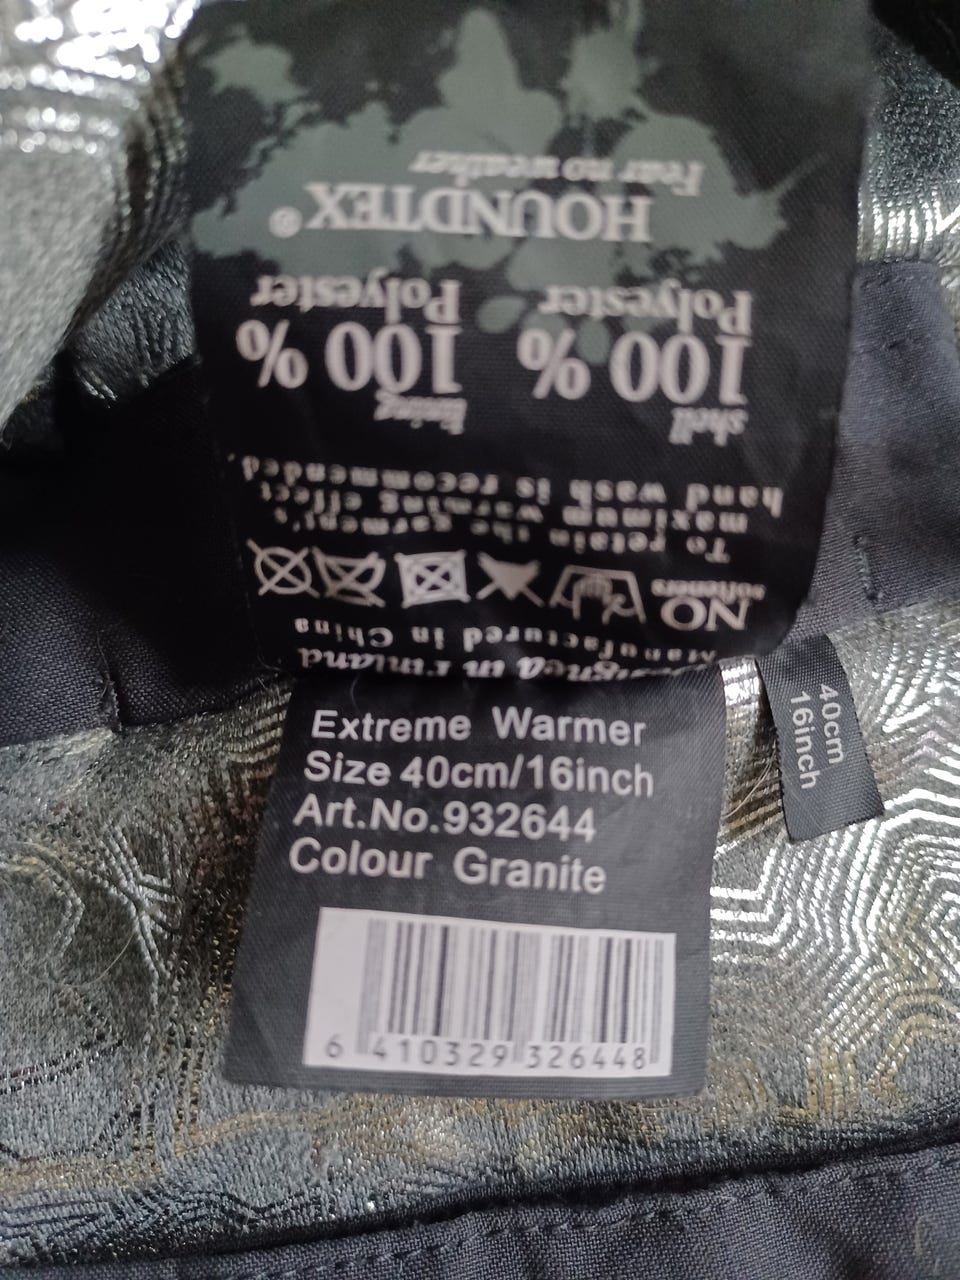 HOUNDTEX®
Fear no weather
shell lining
100 % 100 %
Polyester Polyester
To retain the garment's
maximum warming effect
hand wash is recommended.
NO
softeners
Manufactured in China
in Finland
Extreme Warmer
Size 40cm/16inch
Art.No.932644
Colour Granite
6 410329 326448
40cm
16inch